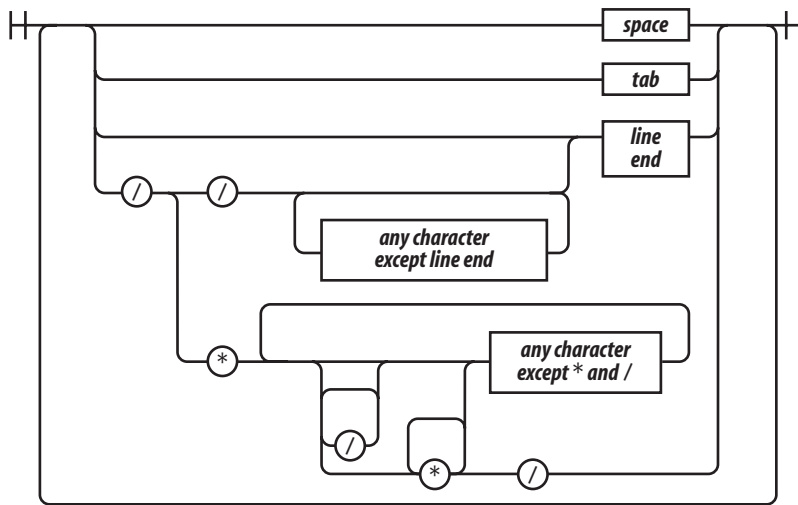 space
tab
line
end
/ /
any character
except line end
*
any character
except * and /
/
* /